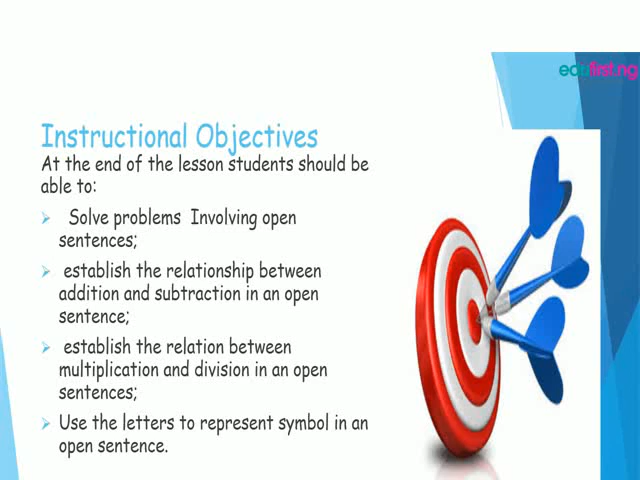 edufirst.ng
Instructional Objectives
At the end of the lesson students should be
able to:
Solve problems Involving open
sentences;
establish the relationship between
addition and subtraction in an open
sentence;
establish the relation between
multiplication and division in an open
sentences;
Use the letters to represent symbol in an
open sentence.